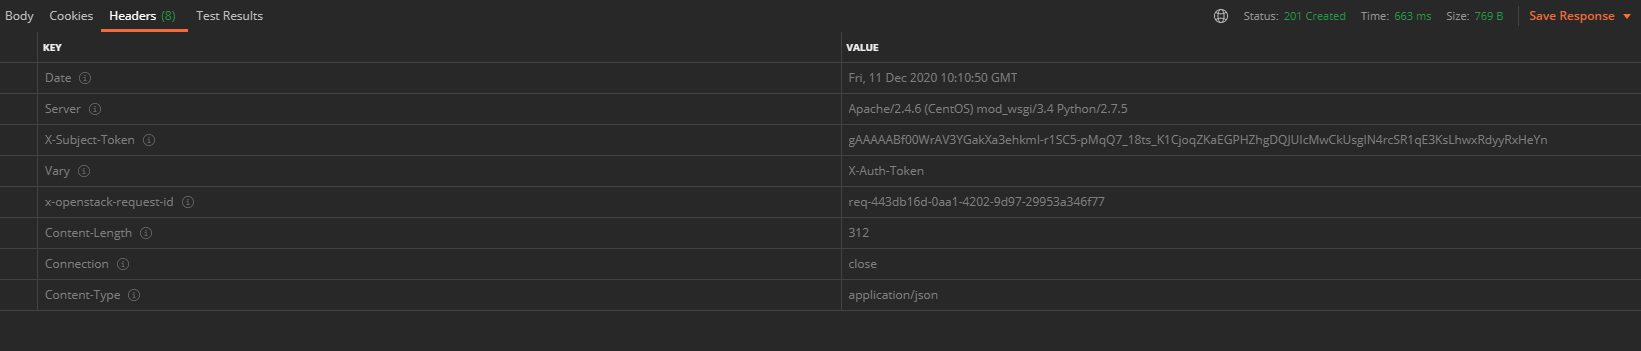 Body Cookies Headers (8) Test Results Status: 201 Created Time: 663 ms Size: 769 B Save Response
KEY VALUE
Date Fri, 11 Dec 2020 10:10:50 GMT
Server Apache/2.4.6 (CentOS) mod_wsgi/3.4 Python/2.7.5
X-Subject-Token gAAAAABf00WrAV3YGakXa3ehkmI-r1SC5-pMqQ7_18ts_K1CjoqZKaEGPHZhgDQJUIcMwCkUsgIN4rcSR1qE3KsLhwxRdyyRxHeYn
Vary X-Auth-Token
x-openstack-request-id req-443db16d-0aa1-4202-9d97-29953a346f77
Content-Length 312
Connection close
Content-Type application/json